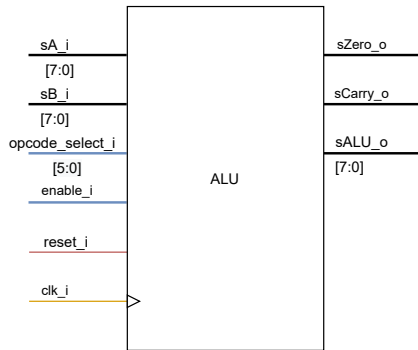 sA_i
[7:0]
sB_i
[7:0]
opcode_select_i
[5:0]
enable_i
reset_i
clk_i
ALU
sZero_o
sCarry_o
sALU_o
[7:0]